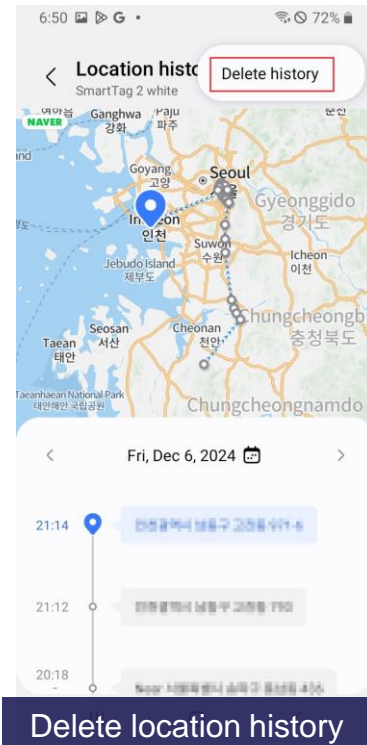 6:50 G • 72%
Location histo
Delete history
SmartTag 2 white
NAVER
Ganghwa
강화
Paju
파주
춘천
Goyang
고양
Seoul
Gyeonggido
경기도
인천
Suwon
수원
Jebudo Island
제부도
Icheon
이천
Seosan
서산
Cheonan
천안
Chungcheongb
충청북도
Taean
태안
Taeanhaean National Park
태안해안국립공원
Chungcheongnamdo
< Fri, Dec 6, 2024 >
21:14
21:12
20:18
-
Delete location history